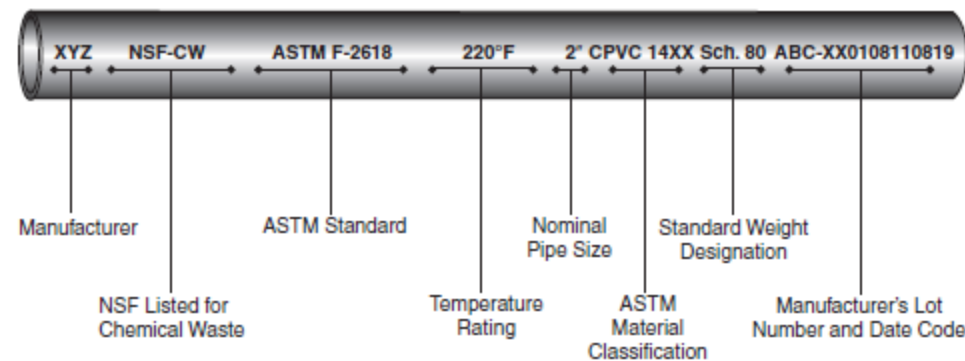 XYZ NSF-CW ASTM F-2618 220°F 2" CPVC 14XX Sch. 80 ABC-XX0108110819
Manufacturer
ASTM Standard
Nominal
Pipe Size
Standard Weight
Designation
NSF Listed for
Chemical Waste
Temperature
Rating
ASTM
Material
Classification
Manufacturer's Lot
Number and Date Code